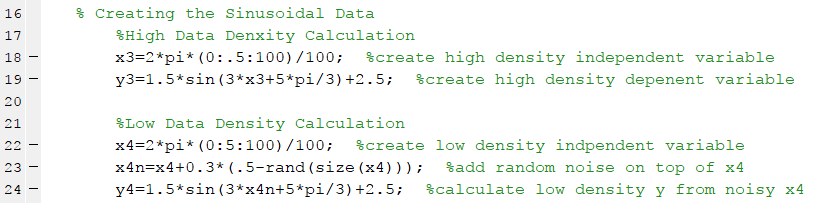 16 % Creating the Sinusoidal Data
17 %High Data Denxity Calculation
18 – x3=2*pi*(0:.5:100)/100; %create high density independent variable
19 – y3=1.5*sin(3*x3+5*pi/3)+2.5; %create high density depenent variable
20
21 %Low Data Density Calculation
22 – x4=2*pi*(0:5:100)/100; %create low density indpendent variable
23 – x4n=x4+0.3*(.5-rand(size(x4))); %add random noise on top of x4
24 – y4=1.5*sin(3*x4n+5*pi/3)+2.5; %calculate low density y from noisy x4